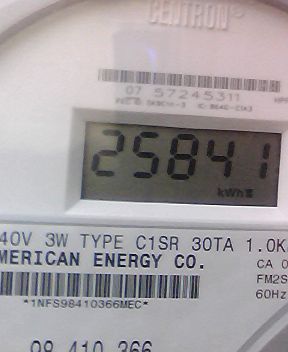 CENTRON
07 57245311
25841
kWh
40V 3W TYPE C1SR 30TA 1.0K
MERICAN ENERGY CO.
CA 0
FM2S
60Hz
*1NFS98410366MEC*
98 410 366